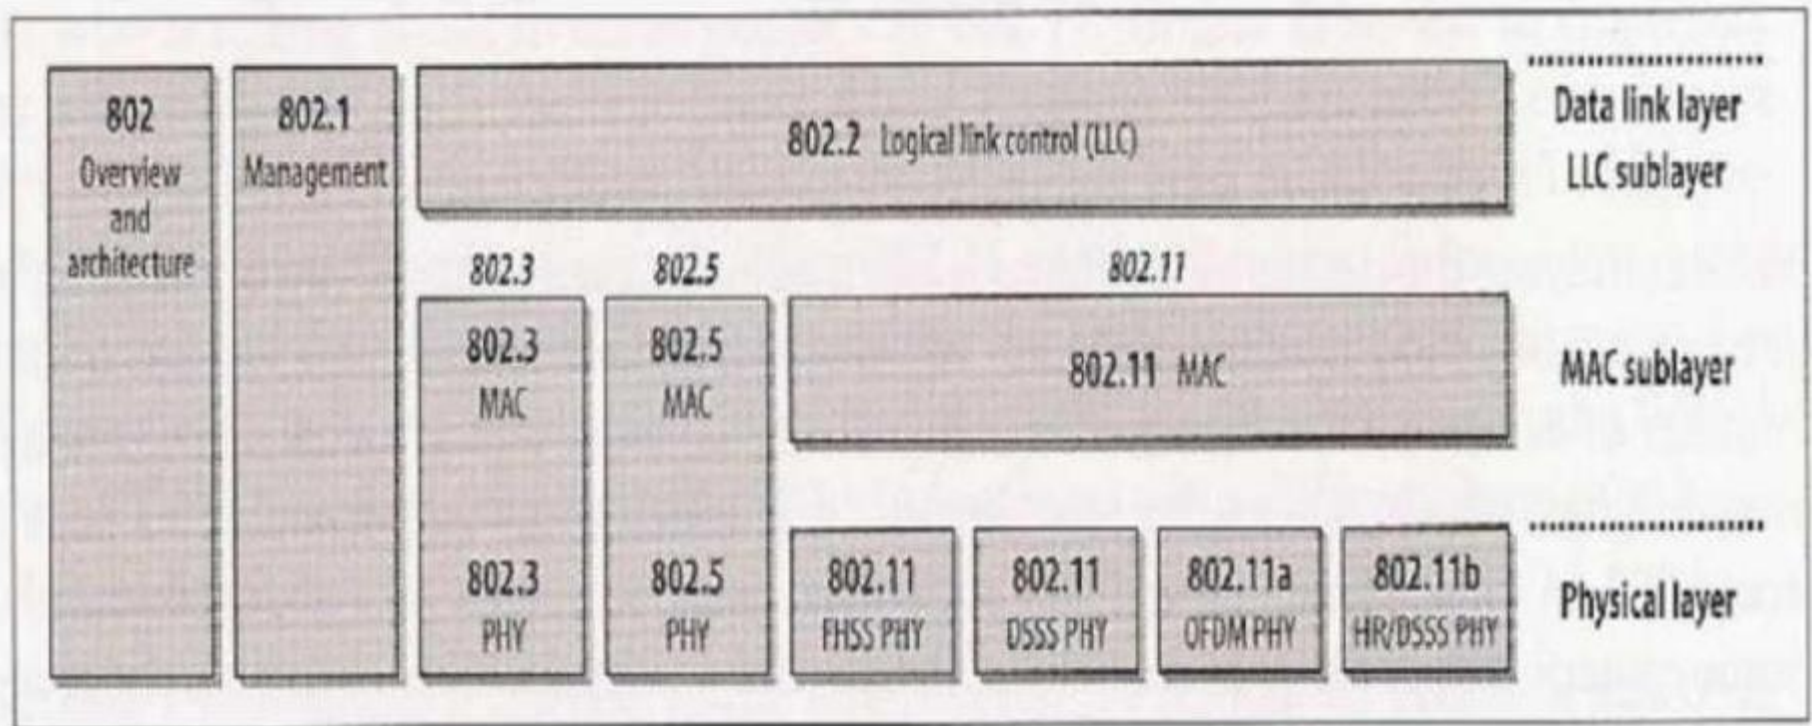 802
Overview
and
architecture
802.1
Management
802.2 Logical link control (LLC)
Data link layer
LLC sublayer
802.3
802.5
802.11
802.3
MAC
802.5
MAC
802.11 MAC
MAC sublayer
802.3
PHY
802.5
PHY
802.11
FHSS PHY
802.11
DSSS PHY
802.11a
OFDM PHY
802.11b
HR/DSSS PHY
Physical layer